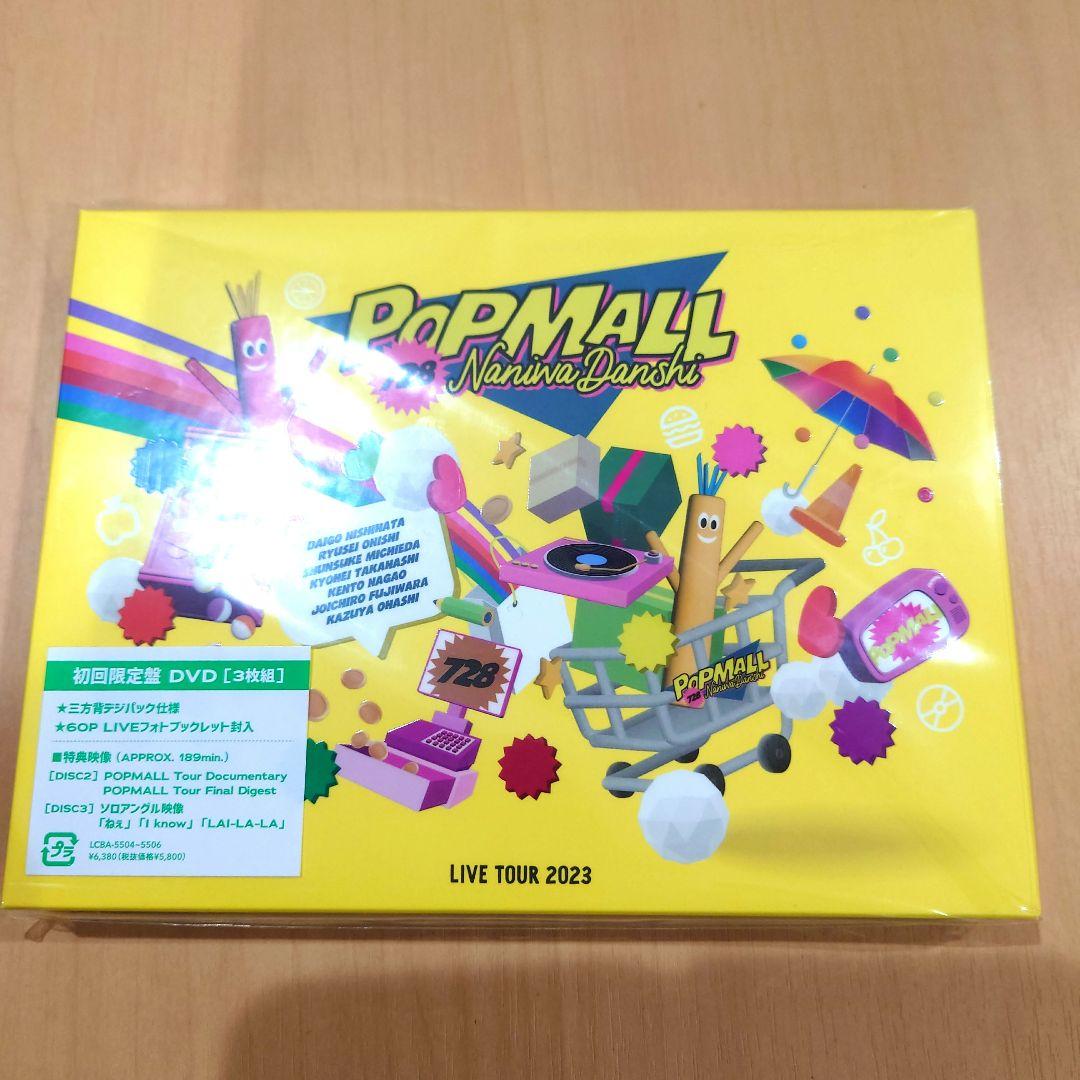 POPMALL
728 Naniwa Danshi
DAIGO NISHIHATA
RYUSEI OHNISHI
SHUNSUKE MICHIEDA
KYOHEI TAKAHASHI
KENTO NAGAO
JOICHIRO FUJIWARA
KAZUYA OHASHI
728
POPMALL
728 Naniwa Danshi
POPMALL
初回限定盤 DVD [3枚組]
★三方背デジパック仕様
★60P LIVEフォトブックレット封入
■特典映像 (APPROX. 189min.)
[DISC2] POPMALL Tour Documentary
POPMALL Tour Final Digest
[DISC3] ソロアングル映像
「ねぇ」「I know」「LAI-LA-LA」
プラ
LCBA-5504~5506
¥6,380(税抜価格¥5,800)
LIVE TOUR 2023